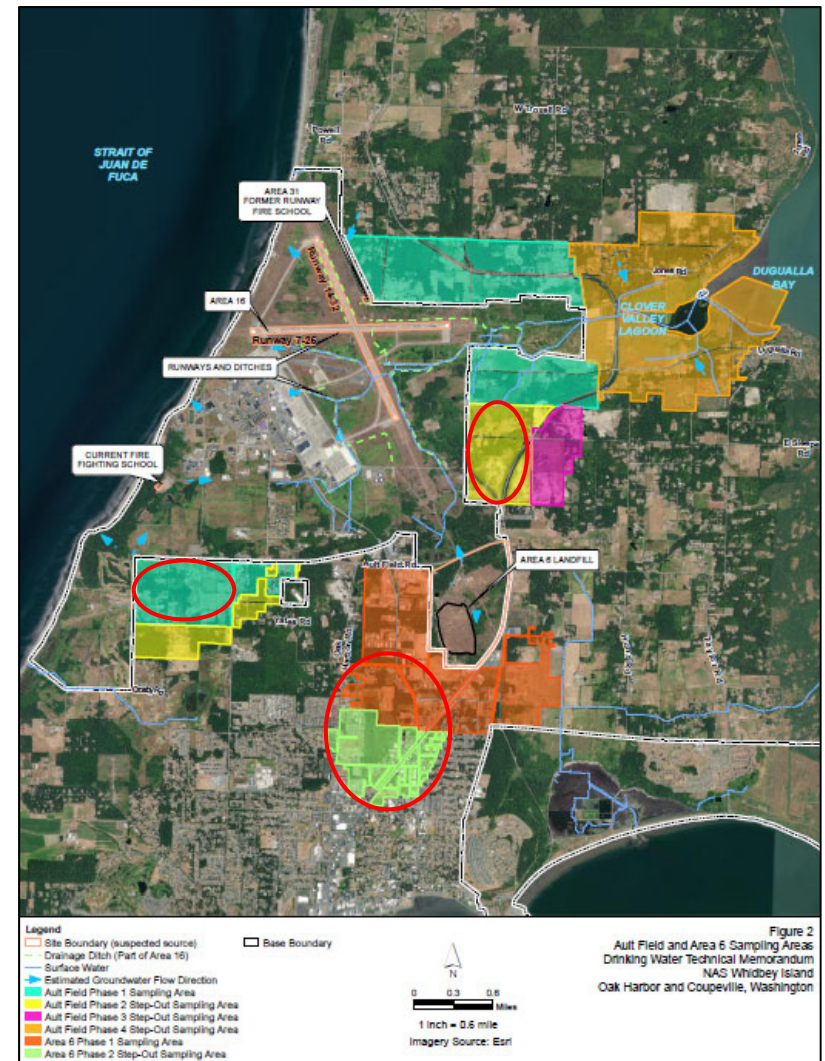 STRAIT OF
JUAN DE
FUCA
W Troxell Rd
AREA 31
FORMER RUNWAY
FIRE SCHOOL
Runway 14-32
AREA 16
Runway 7-25
RUNWAYS AND DITCHES
Jones Rd
DUGUALLA
BAY
CLOVER
VALLEY
LAGOON
Dugualla Rd
CURRENT FIRE
FIGHTING SCHOOL
Ault Field Rd
AREA 6 LANDFILL
Legend
Site Boundary (suspected source)
Drainage Ditch (Part of Area 16)
Surface Water
Estimated Groundwater Flow Direction
Ault Field Phase 1 Sampling Area
Ault Field Phase 2 Step-Out Sampling Area
Ault Field Phase 3 Step-Out Sampling Area
Ault Field Phase 4 Step-Out Sampling Area
Area 6 Phase 1 Sampling Area
Area 6 Phase 2 Step-Out Sampling Area
Base Boundary
N
0 0.3 0.6
Miles
1 inch = 0.6 mile
Imagery Source: Esri
Figure 2
Ault Field and Area 6 Sampling Areas
Drinking Water Technical Memorandum
NAS Whidbey Island
Oak Harbor and Coupeville, Washington